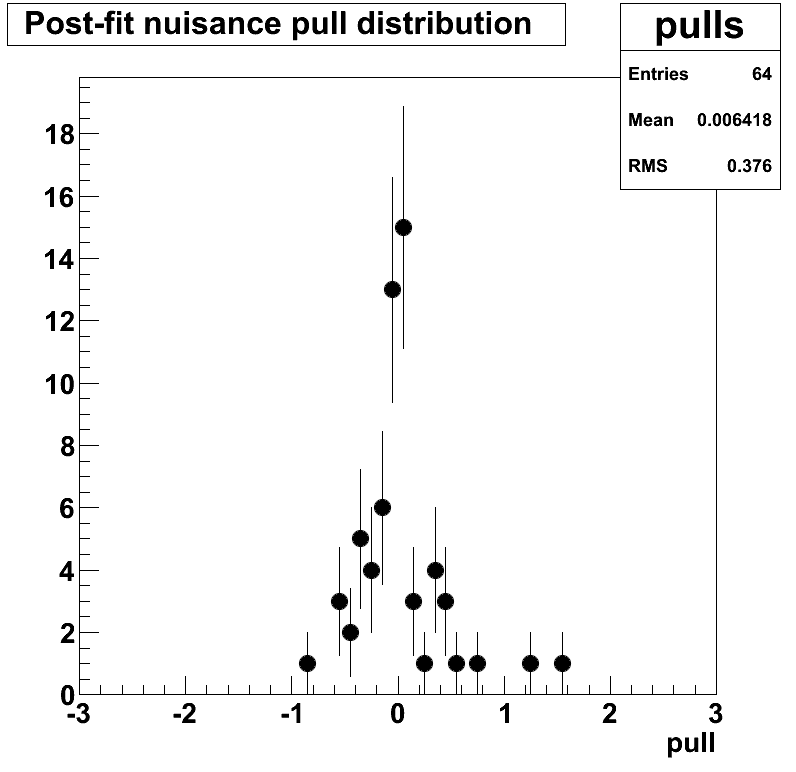 Post-fit nuisance pull distribution
pulls
Entries 64
Mean 0.006418
RMS 0.376
18
16
14
12
10
8
6
4
2
0
-3 -2 -1 0 1 2 3
pull